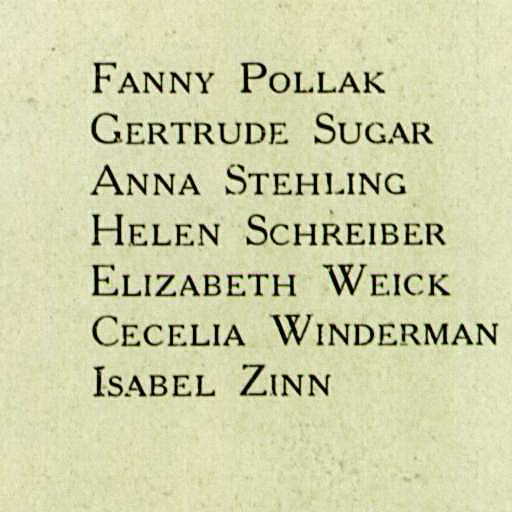 Fanny Pollak
Gertrude Sugar
Anna Stehling
Helen Schreiber
Elizabeth Weick
Cecelia Winderman
Isabel Zinn